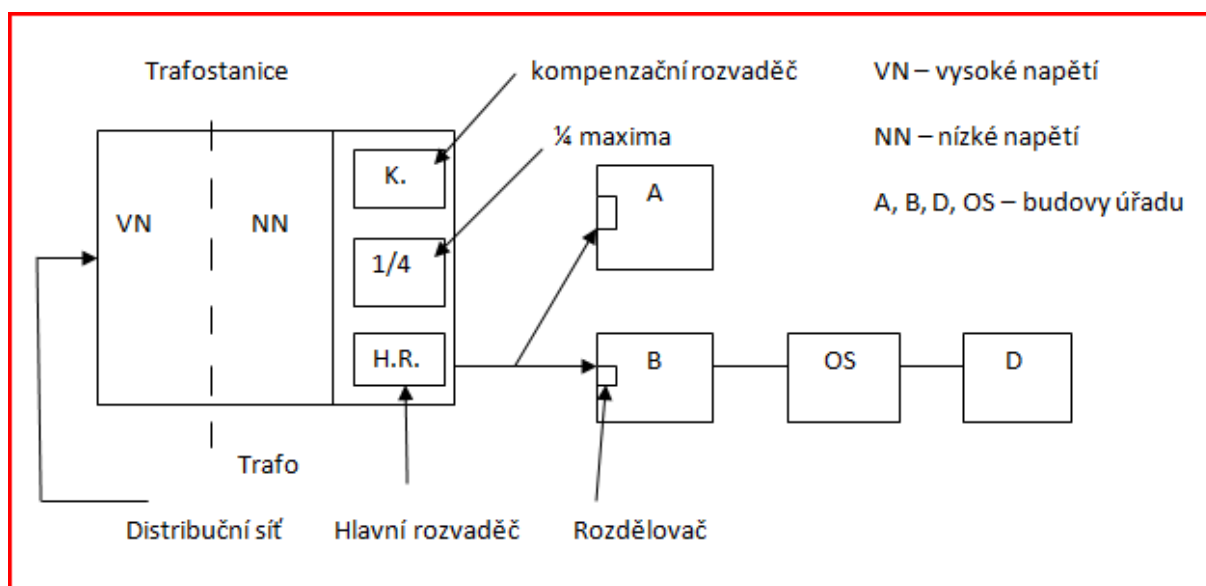 Trafostanice
kompenzační rozvaděč
VN – vysoké napětí
¼ maxima
NN – nízké napětí
K.
A
A, B, D, OS – budovy úřadu
VN
NN
1/4
H.R.
B
OS
D
Trafo
Distribuční síť
Hlavní rozvaděč
Rozdělovač